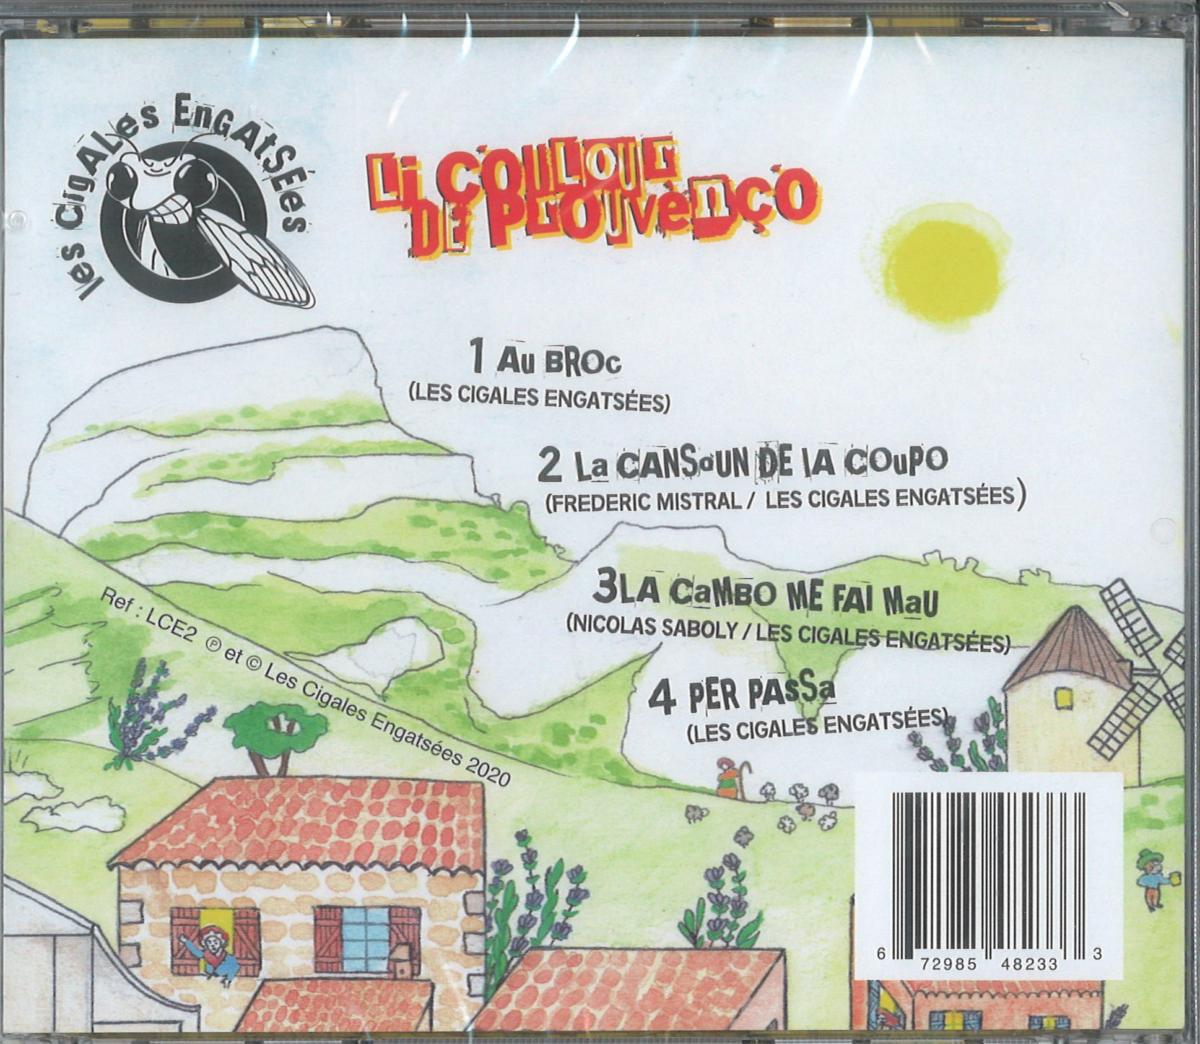 Les Cigales Engatsées
Li Coulour
de Prouvènço
1 Au Broc
(LES CIGALES ENGATSÉES)
2 La Cansoun de la Coupo
(FREDERIC MISTRAL / LES CIGALES ENGATSÉES)
3 La Cambo me fai mau
(NICOLAS SABOLY / LES CIGALES ENGATSÉES)
4 Per passa
(LES CIGALES ENGATSÉES)
Ref : LCE2 ℗ et © Les Cigales Engatsées 2020
6 72985 48233 3